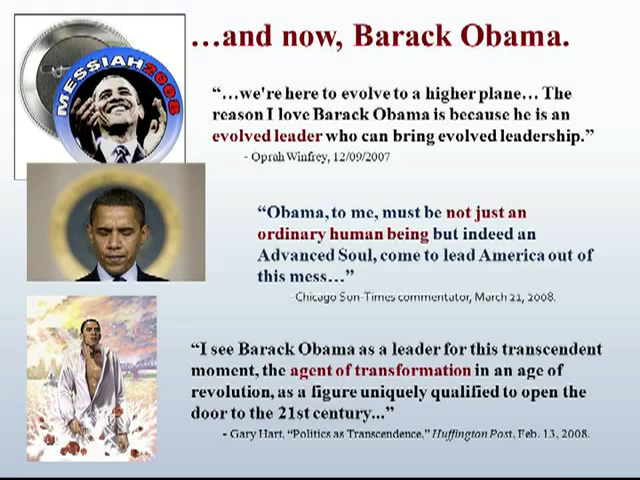 …and now, Barack Obama.
MESSIAH2008
“…we're here to evolve to a higher plane… The
reason I love Barack Obama is because he is an
evolved leader who can bring evolved leadership.”
- Oprah Winfrey, 12/09/2007
“Obama, to me, must be not just an
ordinary human being but indeed an
Advanced Soul, come to lead America out of
this mess…”
- Chicago Sun-Times commentator, March 21, 2008.
“I see Barack Obama as a leader for this transcendent
moment, the agent of transformation in an age of
revolution, as a figure uniquely qualified to open the
door to the 21st century...”
- Gary Hart, “Politics as Transcendence,” Huffington Post, Feb. 13, 2008.